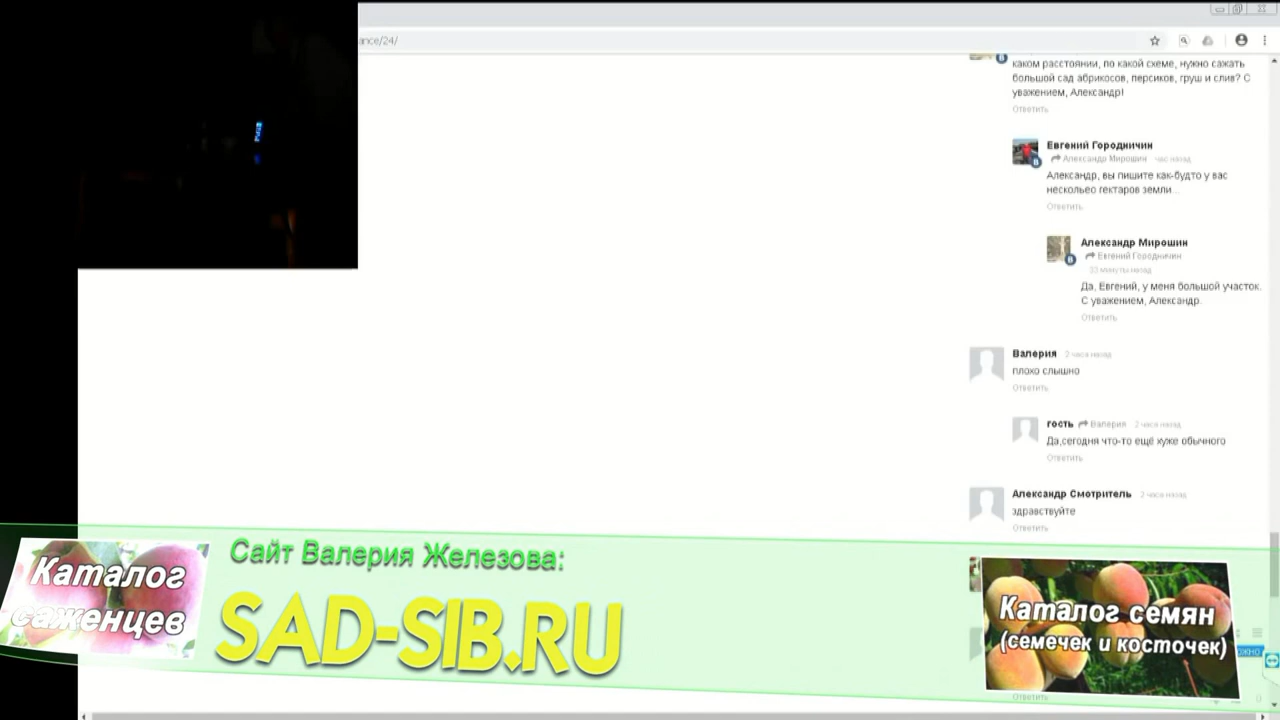 ance/24/
каком расстоянии, по какой схеме, нужно сажать
большой сад абрикосов, персиков, груш и слив? С
уважением, Александр!
Ответить
Евгений Городничин
Александр Мирошин час назад
Александр, вы пишите как-будто у вас
нескольео гектаров земли...
Ответить
Александр Мирошин
Евгений Городничин
33 минуты назад
Да, Евгений, у меня большой участок.
С уважением, Александр.
Ответить
Валерия 2 часа назад
плохо слышно
Ответить
гость Валерия 2 часа назад
Да,сегодня что-то ещё хуже обычного
Ответить
Александр Смотритель 2 часа назад
здравствуйте
Ответить
Каталог
саженцев
Сайт Валерия Железова:
SAD-SIB.RU
Каталог семян
(семечек и косточек)
Ответить